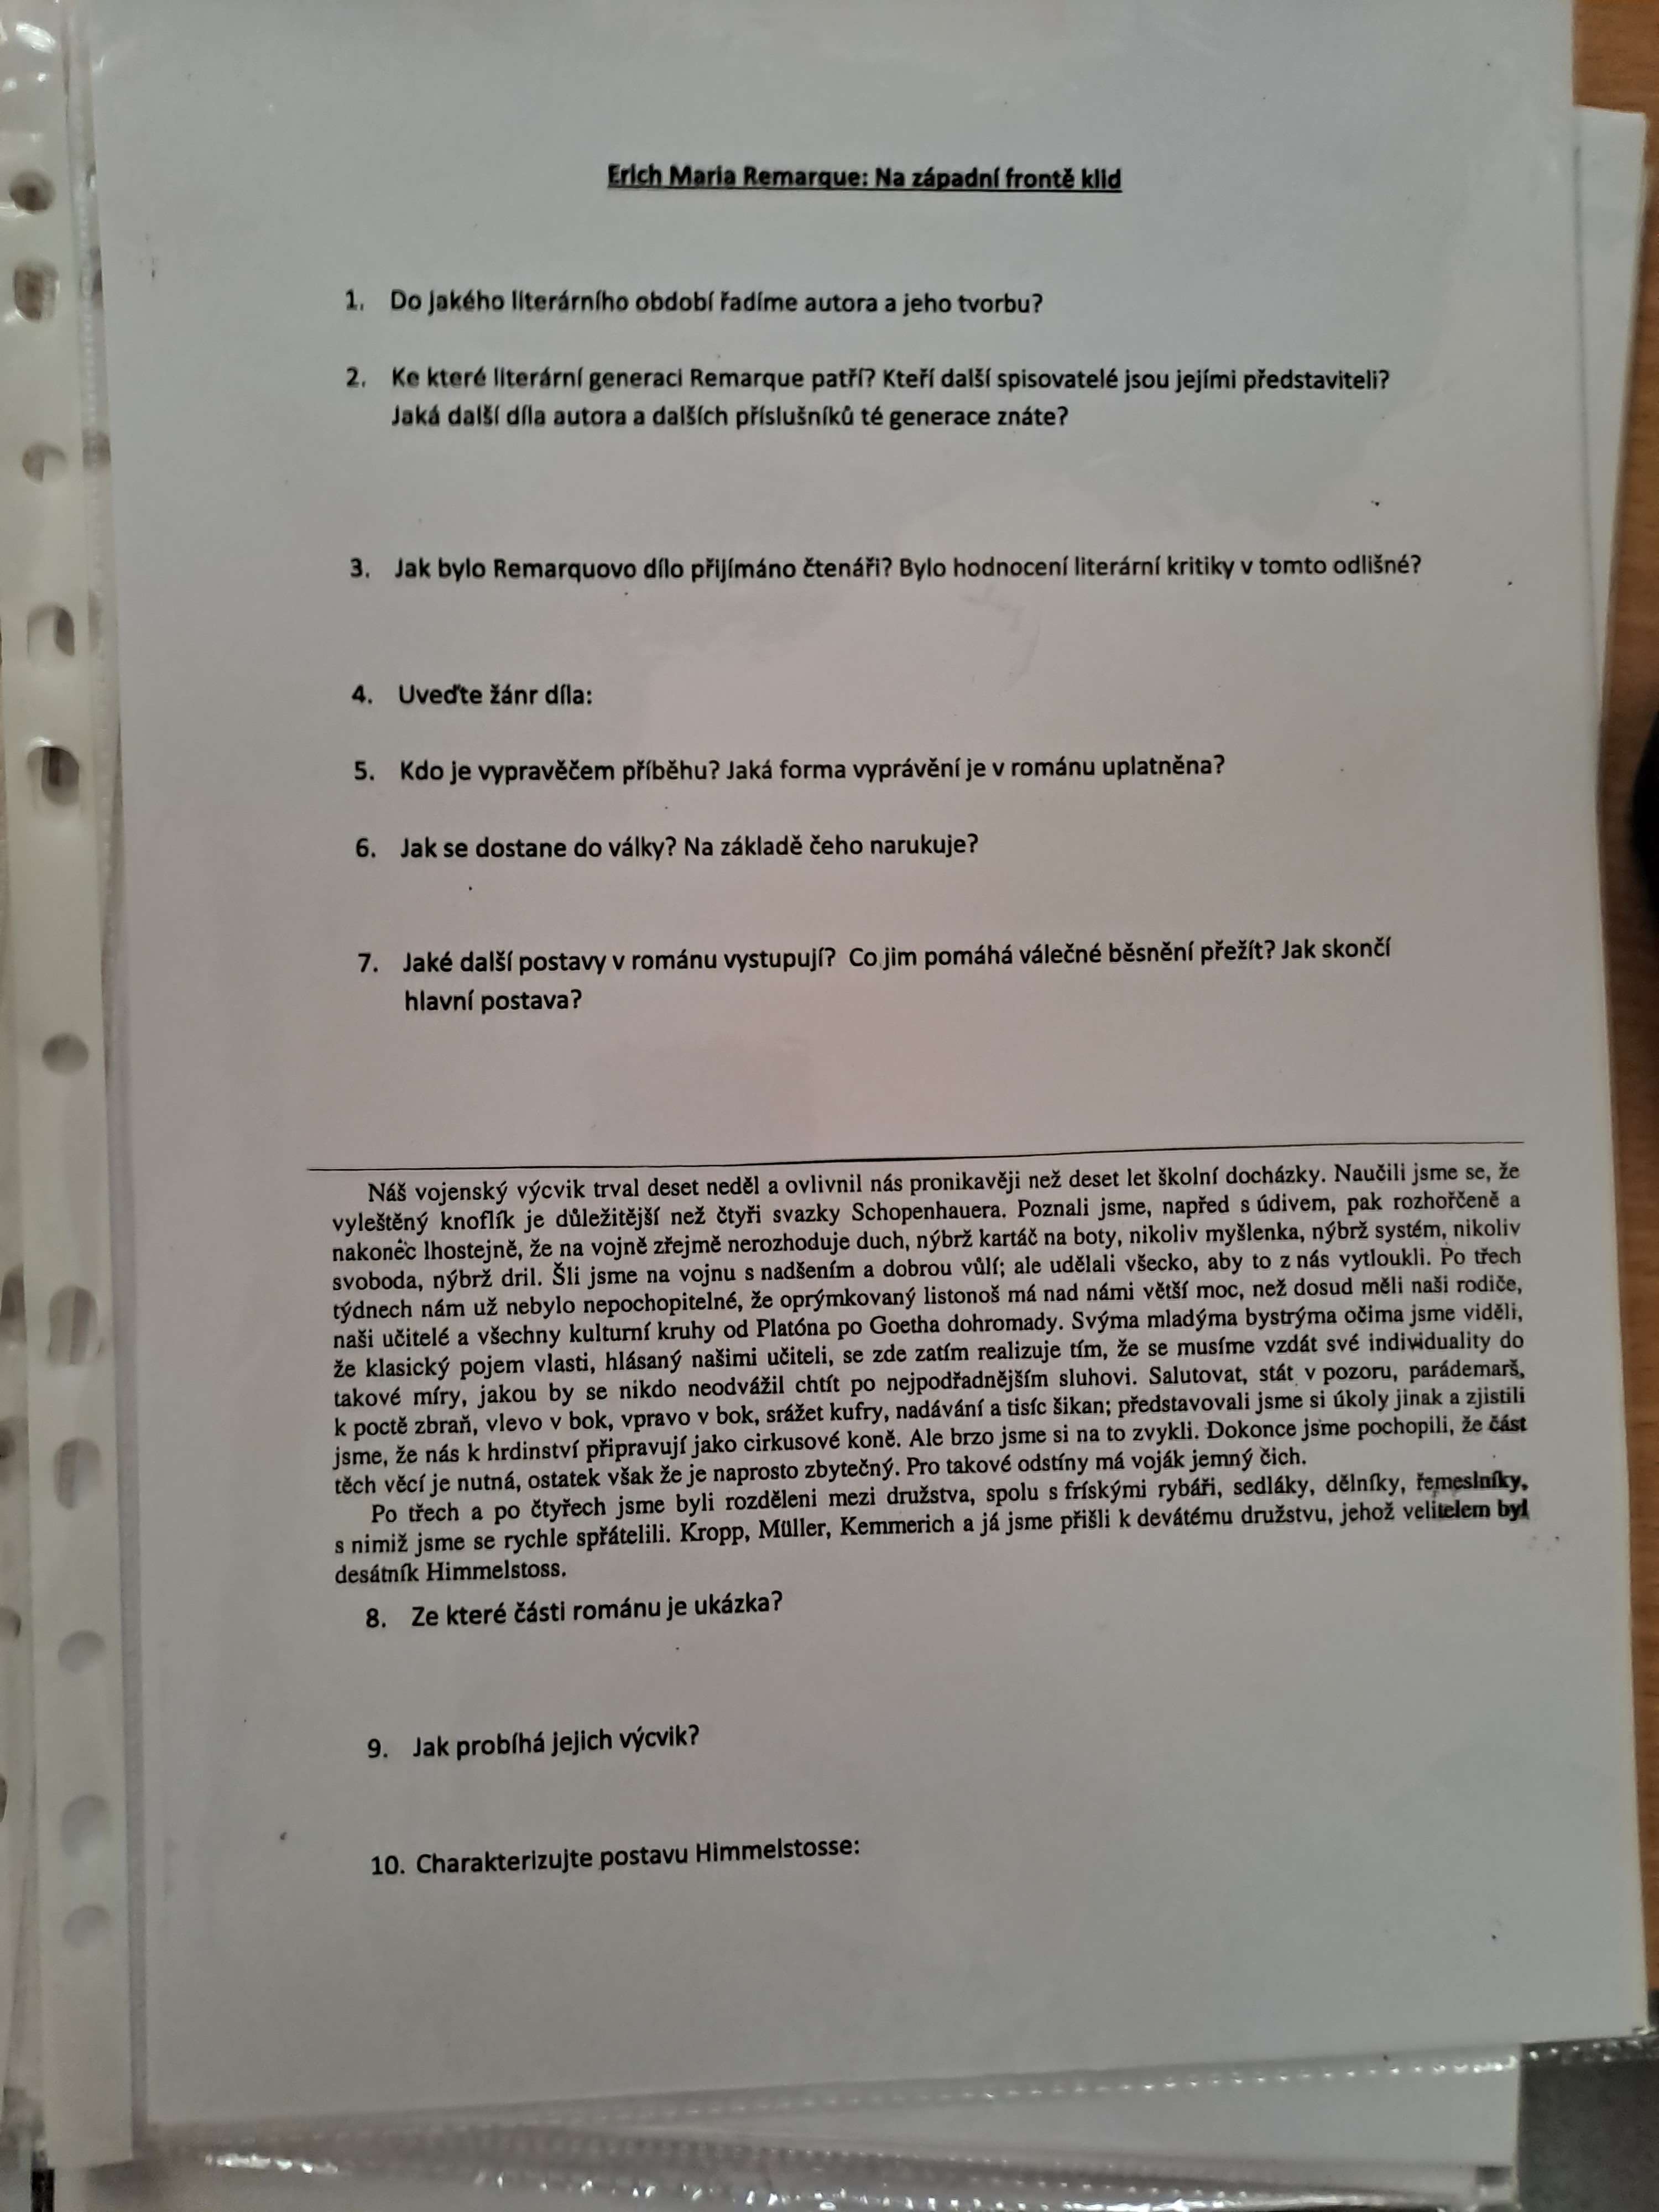 Erich Maria Remarque: Na západní frontě klid
1. Do jakého literárního období řadíme autora a jeho tvorbu?
2. Ke které literární generaci Remarque patří? Kteří další spisovatelé jsou jejími představiteli?
Jaká další díla autora a dalších příslušníků té generace znáte?
3. Jak bylo Remarquovo dílo přijímáno čtenáři? Bylo hodnocení literární kritiky v tomto odlišné?
4. Uveďte žánr díla:
5. Kdo je vypravěčem příběhu? Jaká forma vyprávění je v románu uplatněna?
6. Jak se dostane do války? Na základě čeho narukuje?
7. Jaké další postavy v románu vystupují? Co jim pomáhá válečné běsnění přežít? Jak skončí
hlavní postava?
Náš vojenský výcvik trval deset neděl a ovlivnil nás pronikavěji než deset let školní docházky. Naučili jsme se, že
vyleštěný knoflík je důležitější než čtyři svazky Schopenhauera. Poznali jsme, napřed s údivem, pak rozhořčeně a
nakonec lhostejně, že na vojně zřejmě nerozhoduje duch, nýbrž kartáč na boty, nikoliv myšlenka, nýbrž systém, nikoliv
svoboda, nýbrž dril. Šli jsme na vojnu s nadšením a dobrou vůlí; ale udělali všecko, aby to z nás vytloukli. Po třech
týdnech nám už nebylo nepochopitelné, že oprýmkovaný listonoš má nad námi větší moc, než dosud měli naši rodiče,
naši učitelé a všechny kulturní kruhy od Platóna po Goetha dohromady. Svýma mladýma bystrýma očima jsme viděli,
že klasický pojem vlasti, hlásaný našimi učiteli, se zde zatím realizuje tím, že se musíme vzdát své individuality do
takové míry, jakou by se nikdo neodvážil chtít po nejpodřadnějším sluhovi. Salutovat, stát v pozoru, parádemarš,
k poctě zbraň, vlevo v bok, vpravo v bok, srážet kufry, nadávání a tisíc šikan; představovali jsme si úkoly jinak a zjistili
jsme, že nás k hrdinství připravují jako cirkusové koně. Ale brzo jsme si na to zvykli. Dokonce jsme pochopili, že část
těch věcí je nutná, ostatek však že je naprosto zbytečný. Pro takové odstíny má voják jemný čich.
Po třech a po čtyřech jsme byli rozděleni mezi družstva, spolu s frískými rybáři, sedláky, dělníky, řemeslníky,
s nimiž jsme se rychle spřátelili. Kropp, Müller, Kemmerich a já jsme přišli k devátému družstvu, jehož velitelem byl
desátník Himmelstoss.
8. Ze které části románu je ukázka?
9. Jak probíhá jejich výcvik?
10. Charakterizujte postavu Himmelstosse: